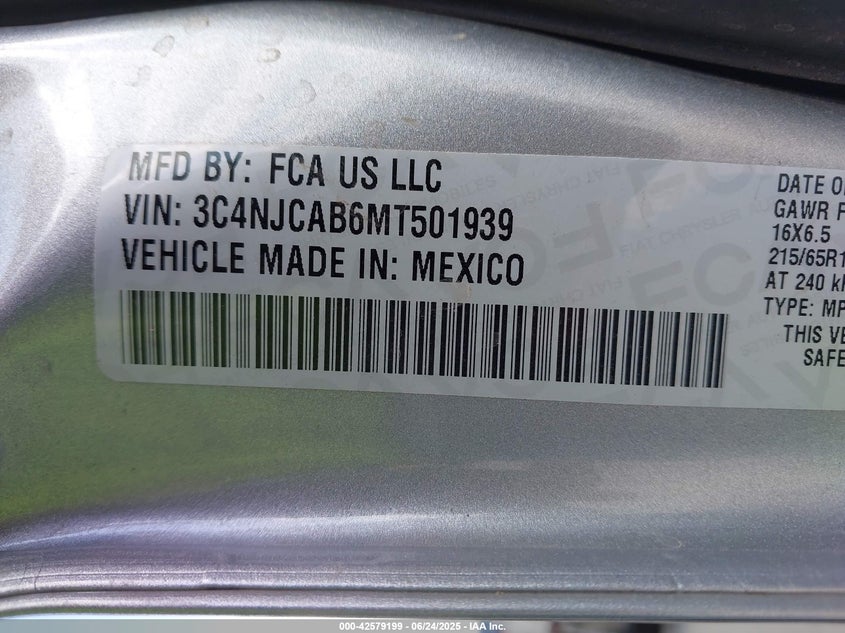 MFD BY: FCA US LLC
VIN: 3C4NJCAB6MT501939
VEHICLE MADE IN: MEXICO
DATE O
GAWR F
16X6.5
215/65R1
AT 240 k
TYPE: MP
THIS VE
SAFE
000-42579199 - 06/24/2025 - IAA Inc.